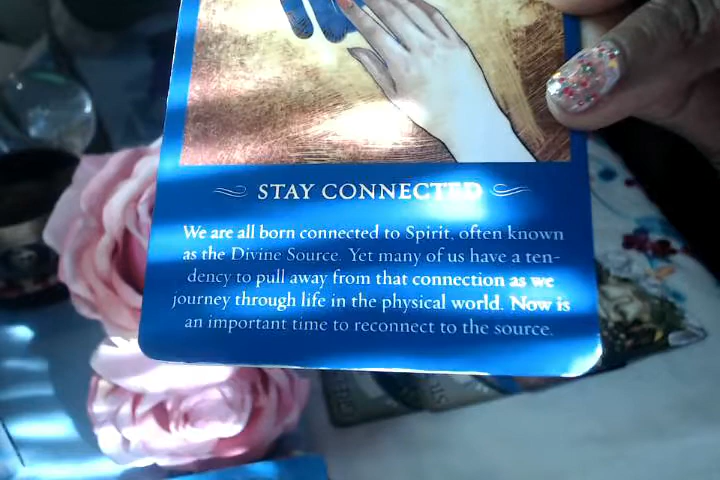 STAY CONNECTED
We are all born connected to Spirit, often known
as the Divine Source. Yet many of us have a ten-
dency to pull away from that connection as we
journey through life in the physical world. Now is
an important time to reconnect to the source.